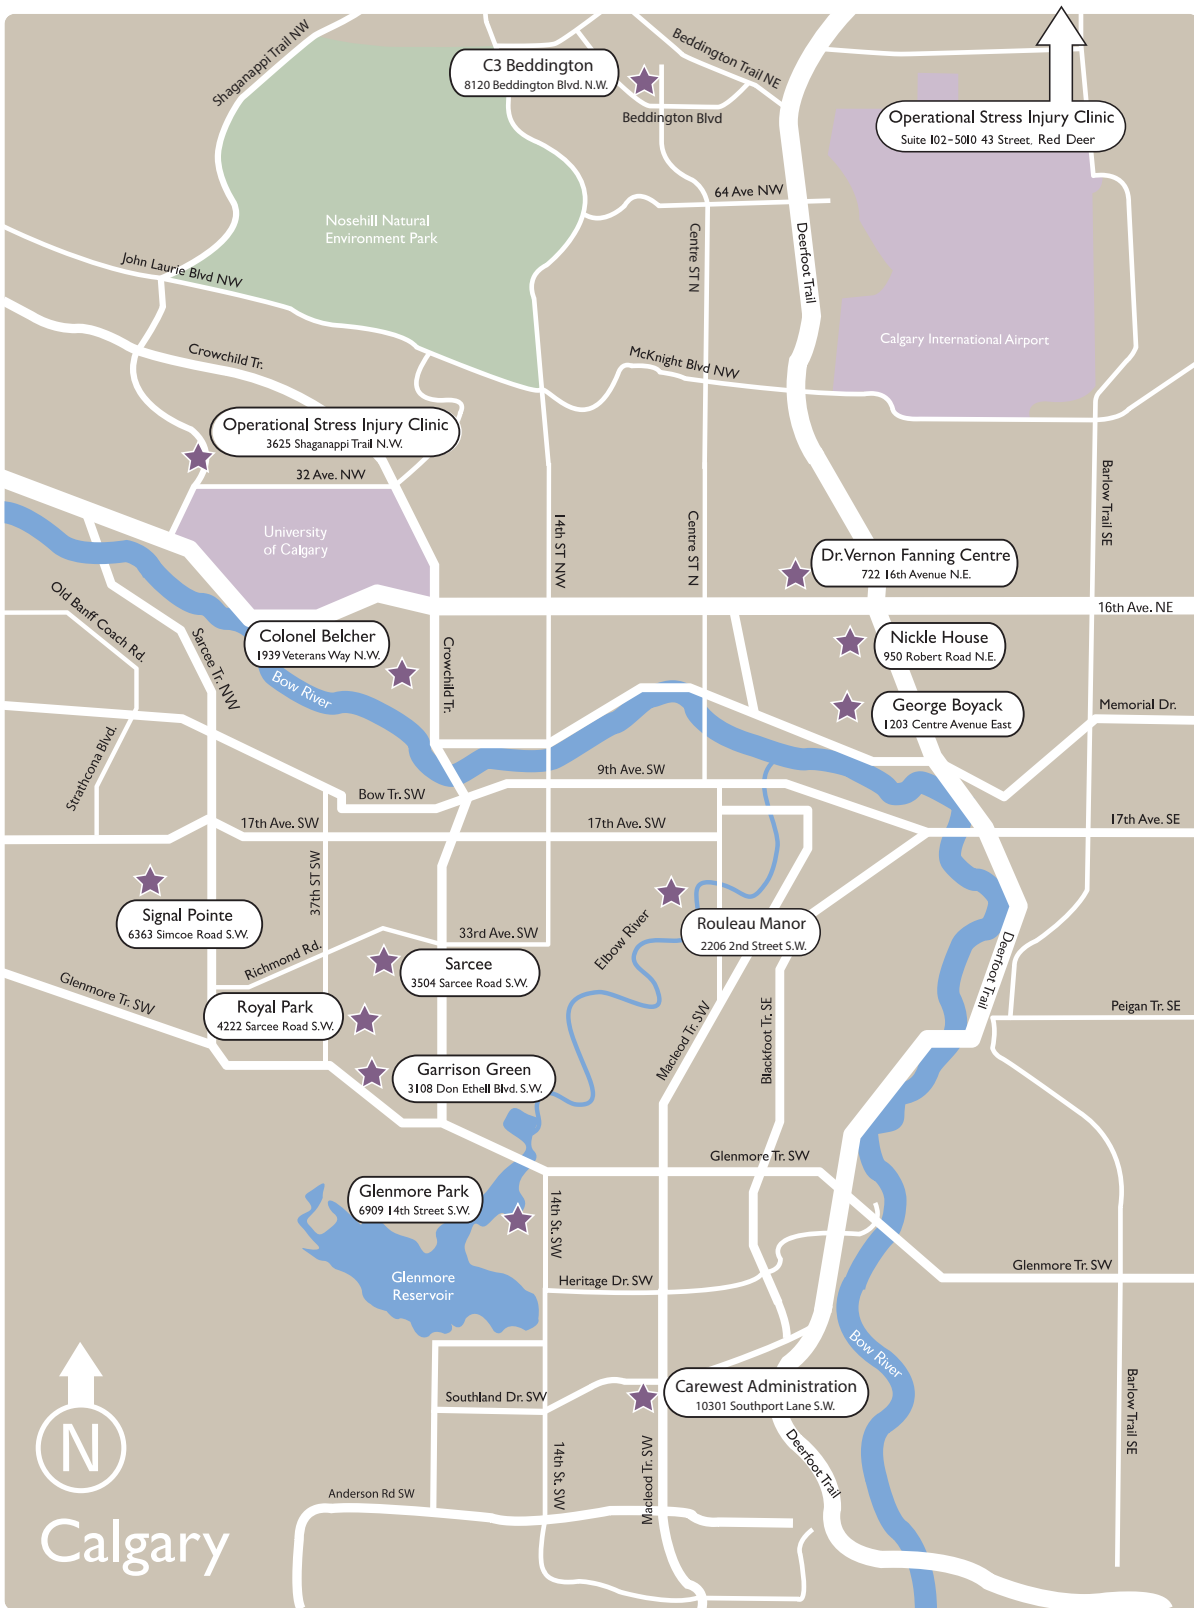 Shaganappi Trail NW
Beddington Trail NE
C3 Beddington
8120 Beddington Blvd. N.W.
Beddington Blvd
Operational Stress Injury Clinic
Suite 102-5010 43 Street, Red Deer
64 Ave NW
Nosehill Natural
Environment Park
Centre ST N
Deerfoot Trail
John Laurie Blvd NW
Calgary International Airport
Crowchild Tr.
McKnight Blvd NW
Operational Stress Injury Clinic
3625 Shaganappi Trail N.W.
32 Ave. NW
Barlow Trail SE
University
of Calgary
14th ST NW
Centre ST N
Dr. Vernon Fanning Centre
722 16th Avenue N.E.
16th Ave. NE
Old Banff Coach Rd.
Sarcee Tr. NW
Colonel Belcher
1939 Veterans Way N.W.
Crowchild Tr.
Nickle House
950 Robert Road N.E.
Bow River
George Boyack
1203 Centre Avenue East
Memorial Dr.
Strathcona Blvd.
9th Ave. SW
Bow Tr. SW
17th Ave. SW
17th Ave. SW
17th Ave. SE
37th ST SW
Signal Pointe
6363 Simcoe Road S.W.
Rouleau Manor
2206 2nd Street S.W.
Elbow River
33rd Ave. SW
Richmond Rd.
Sarcee
3504 Sarcee Road S.W.
Deerfoot Trail
Glenmore Tr. SW
Royal Park
4222 Sarcee Road S.W.
Peigan Tr. SE
Macleod Tr. SW
Blackfoot Tr. SE
Garrison Green
3108 Don Ethell Blvd. S.W.
Glenmore Tr. SW
Glenmore Park
6909 14th Street S.W.
14th St. SW
Glenmore Tr. SW
Glenmore
Reservoir
Heritage Dr. SW
Bow River
Carewest Administration
10301 Southport Lane S.W.
Southland Dr. SW
Barlow Trail SE
N
14th St. SW
Macleod Tr. SW
Deerfoot Trail
Anderson Rd SW
Calgary